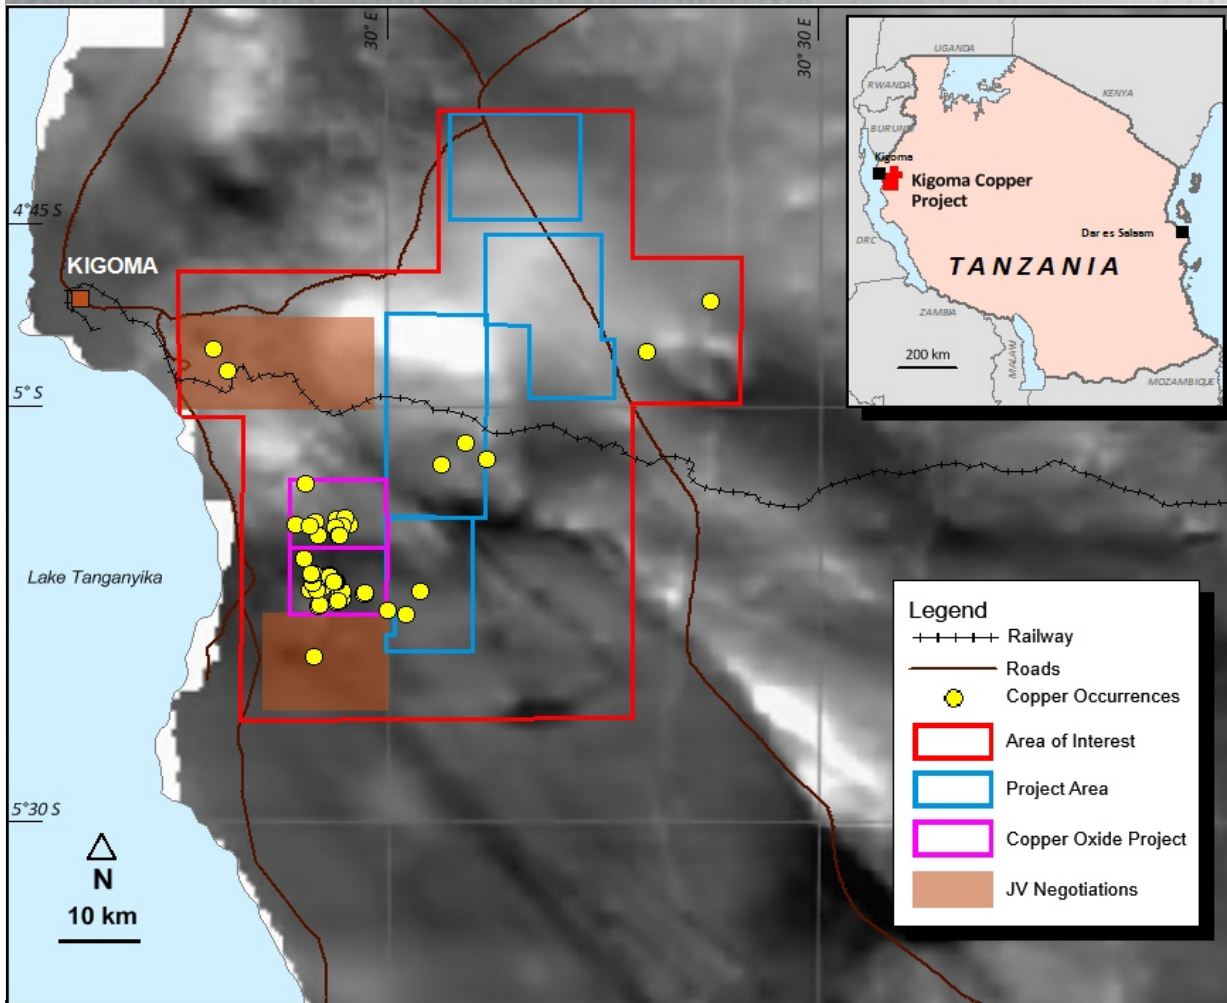 30° E
30° 30 E
4°45 S
KIGOMA
5° S
Lake Tanganyika
5°30 S
N
10 km
UGANDA
RWANDA
KENYA
BURUNDI
Kigoma
Kigoma Copper
Project
DRC
Dar es Salaam
TANZANIA
ZAMBIA
200 km
MALAWI
MOZAMBIQUE
Legend
Railway
Roads
Copper Occurrences
Area of Interest
Project Area
Copper Oxide Project
JV Negotiations